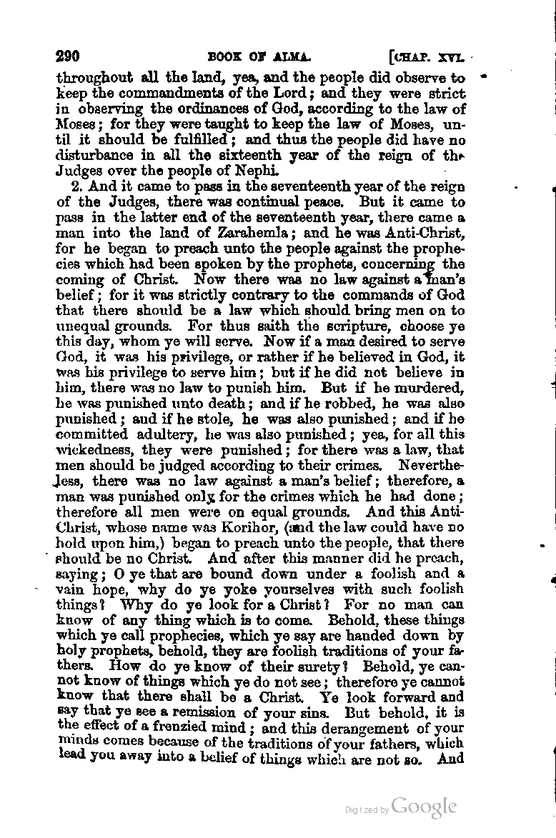 290 BOOK OF ALMA. [CHAP. XVI.
throughout all the land, yea, and the people did observe to
keep the commandments of the Lord; and they were strict
in observing the ordinances of God, according to the law of
Moses; for they were taught to keep the law of Moses, un-
til it should be fulfilled; and thus the people did have no
disturbance in all the sixteenth year of the reign of the
Judges over the people of Nephi.
2. And it came to pass in the seventeenth year of the reign
of the Judges, there was continual peace. But it came to
pass in the latter end of the seventeenth year, there came a
man into the land of Zarahemla; and he was Anti-Christ,
for he began to preach unto the people against the prophe-
cies which had been spoken by the prophets, concerning the
coming of Christ. Now there was no law against a man's
belief; for it was strictly contrary to the commands of God
that there should be a law which should bring men on to
unequal grounds. For thus saith the scripture, choose ye
this day, whom ye will serve. Now if a man desired to serve
God, it was his privilege, or rather if he believed in God, it
was his privilege to serve him; but if he did not believe in
him, there was no law to punish him. But if he murdered,
he was punished unto death; and if he robbed, he was also
punished; and if he stole, he was also punished; and if he
committed adultery, he was also punished; yea, for all this
wickedness, they were punished; for there was a law, that
men should be judged according to their crimes. Neverthe-
less, there was no law against a man's belief; therefore, a
man was punished only for the crimes which he had done;
therefore all men were on equal grounds. And this Anti-
Christ, whose name was Korihor, (and the law could have no
hold upon him,) began to preach unto the people, that there
should be no Christ. And after this manner did he preach,
saying; O ye that are bound down under a foolish and a
vain hope, why do ye yoke yourselves with such foolish
things? Why do ye look for a Christ? For no man can
know of any thing which is to come. Behold, these things
which ye call prophecies, which ye say are handed down by
holy prophets, behold, they are foolish traditions of your fa-
thers. How do ye know of their surety? Behold, ye can-
not know of things which ye do not see; therefore ye cannot
know that there shall be a Christ. Ye look forward and
say that ye see a remission of your sins. But behold, it is
the effect of a frenzied mind; and this derangement of your
minds comes because of the traditions of your fathers, which
lead you away into a belief of things which are not so. And
Digitized by Google